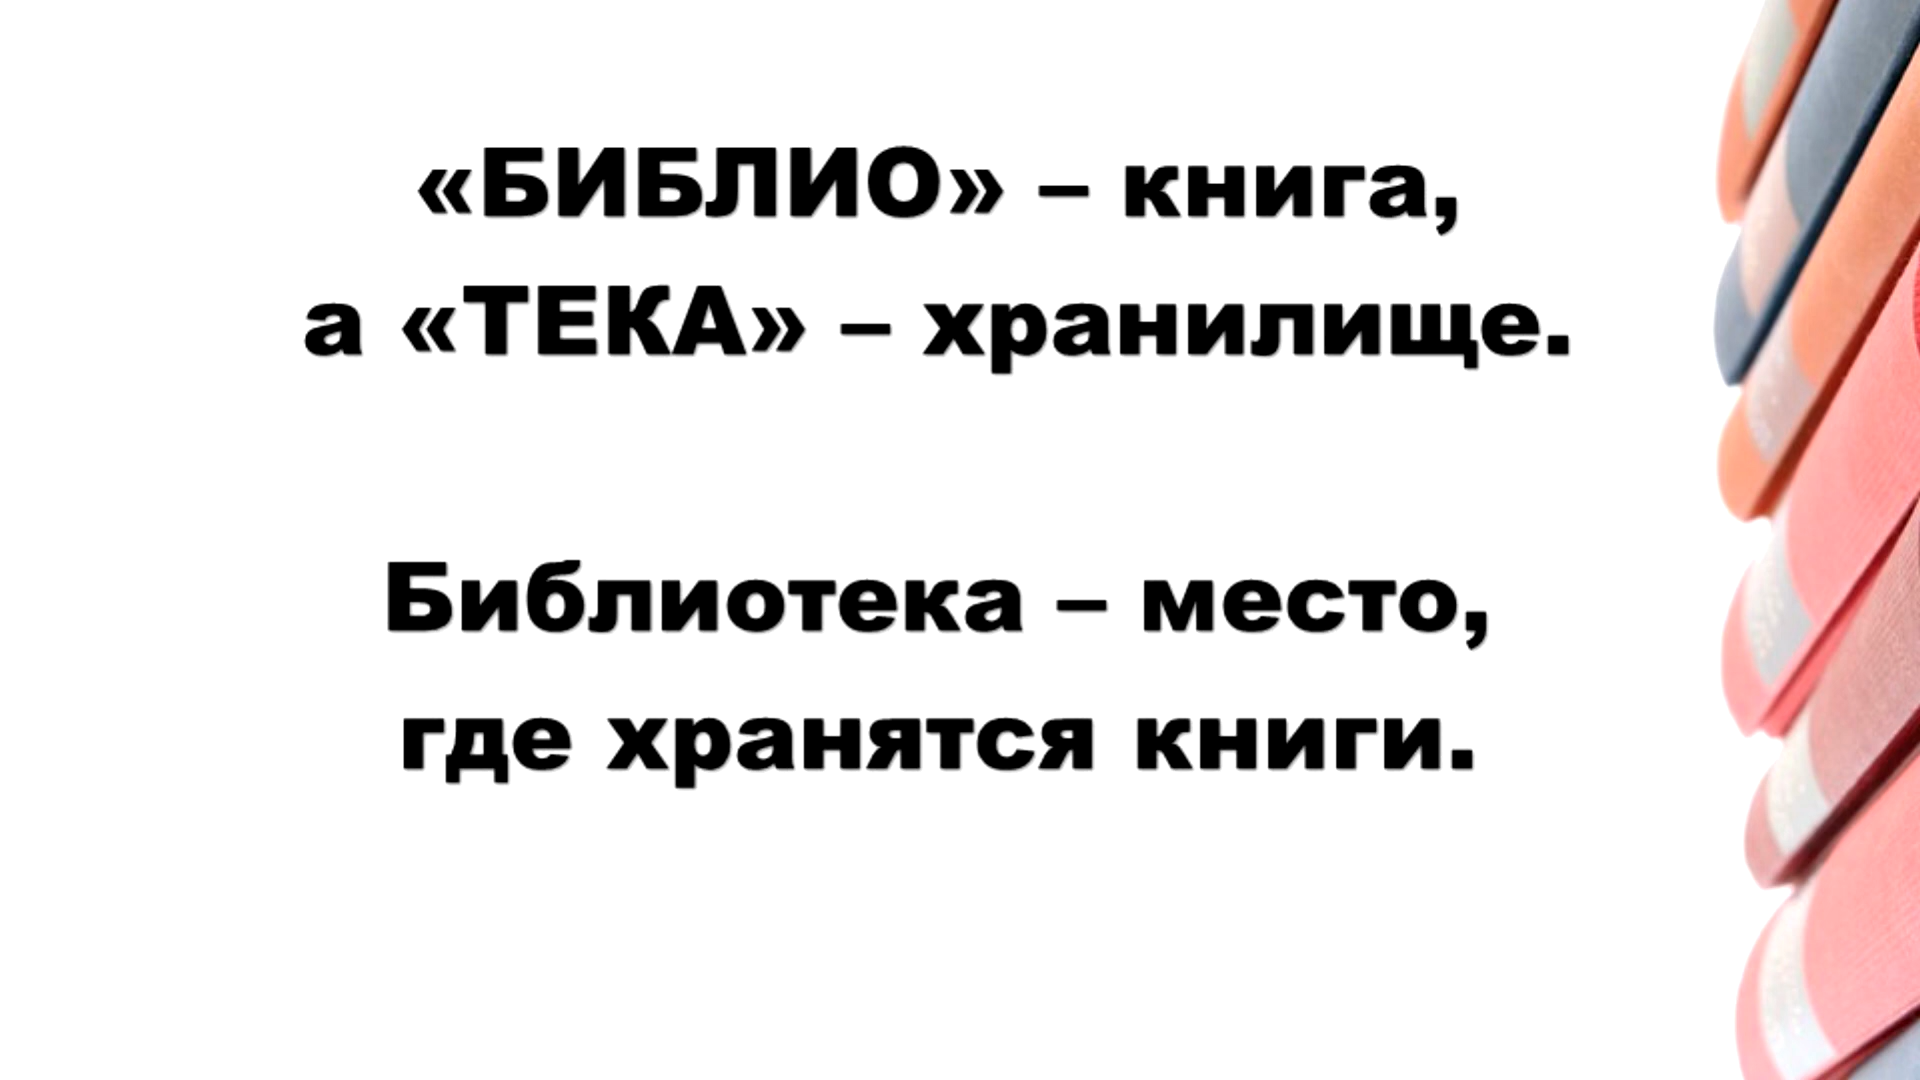 «БИБЛИО» – книга,
а «ТЕКА» – хранилище.
Библиотека – место,
где хранятся книги.